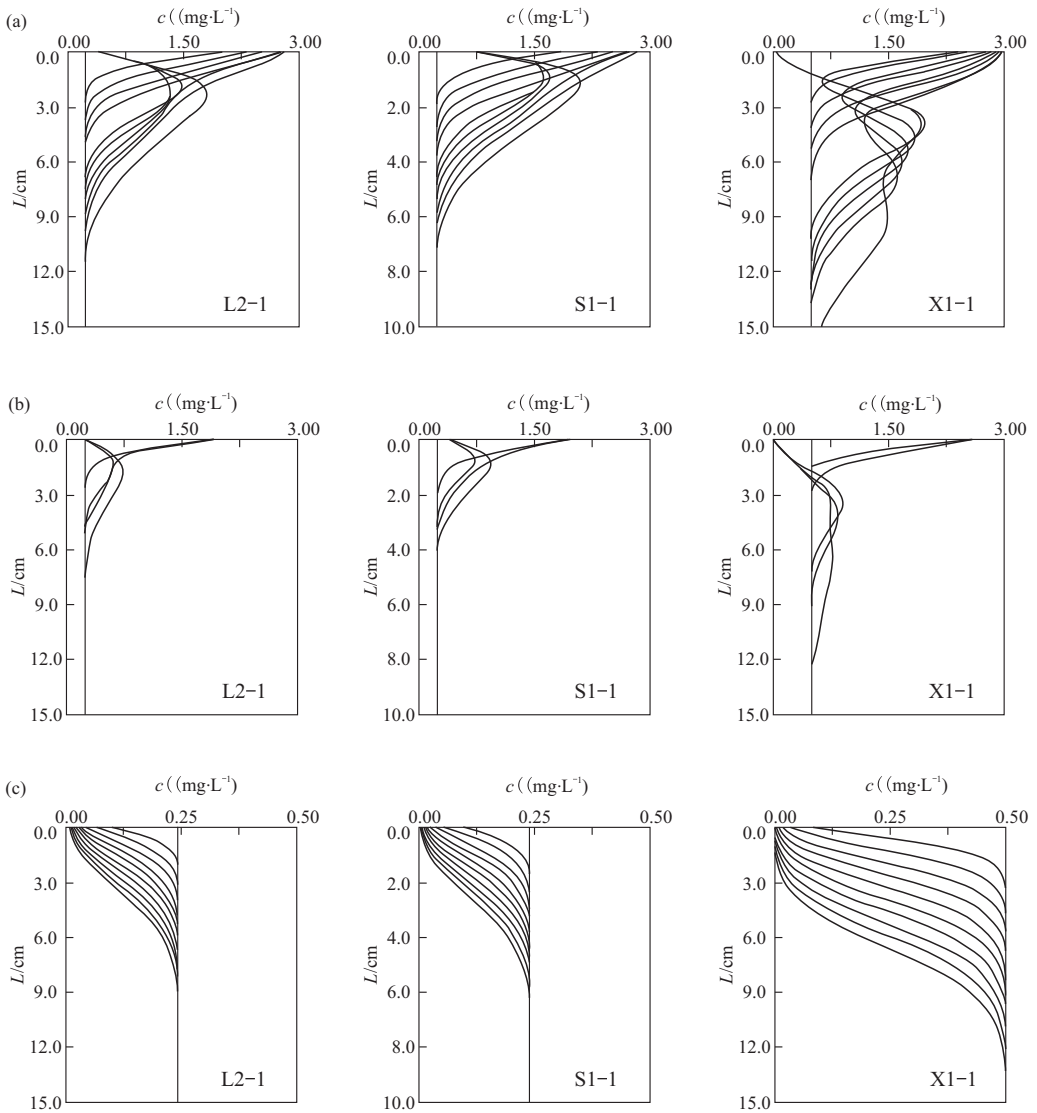 (a)
c ((mg·L⁻¹) c ((mg·L⁻¹) c ((mg·L⁻¹)
0.00 1.50 3.00 0.00 1.50 3.00 0.00 1.50 3.00
0.0 0.0 0.0
3.0 2.0 3.0
6.0 4.0 6.0
L/cm L/cm L/cm
9.0 6.0 9.0
12.0 8.0 12.0
L2-1 S1-1 X1-1
15.0 10.0 15.0
(b)
c ((mg·L⁻¹) c ((mg·L⁻¹) c ((mg·L⁻¹)
0.00 1.50 3.00 0.00 1.50 3.00 0.00 1.50 3.00
0.0 0.0 0.0
3.0 2.0 3.0
6.0 4.0 6.0
L/cm L/cm L/cm
9.0 6.0 9.0
12.0 8.0 12.0
L2-1 S1-1 X1-1
15.0 10.0 15.0
(c)
c ((mg·L⁻¹) c ((mg·L⁻¹) c ((mg·L⁻¹)
0.00 0.25 0.50 0.00 0.25 0.50 0.00 0.25 0.50
0.0 0.0 0.0
3.0 2.0 3.0
6.0 4.0 6.0
L/cm L/cm L/cm
9.0 6.0 9.0
12.0 8.0 12.0
L2-1 S1-1 X1-1
15.0 10.0 15.0